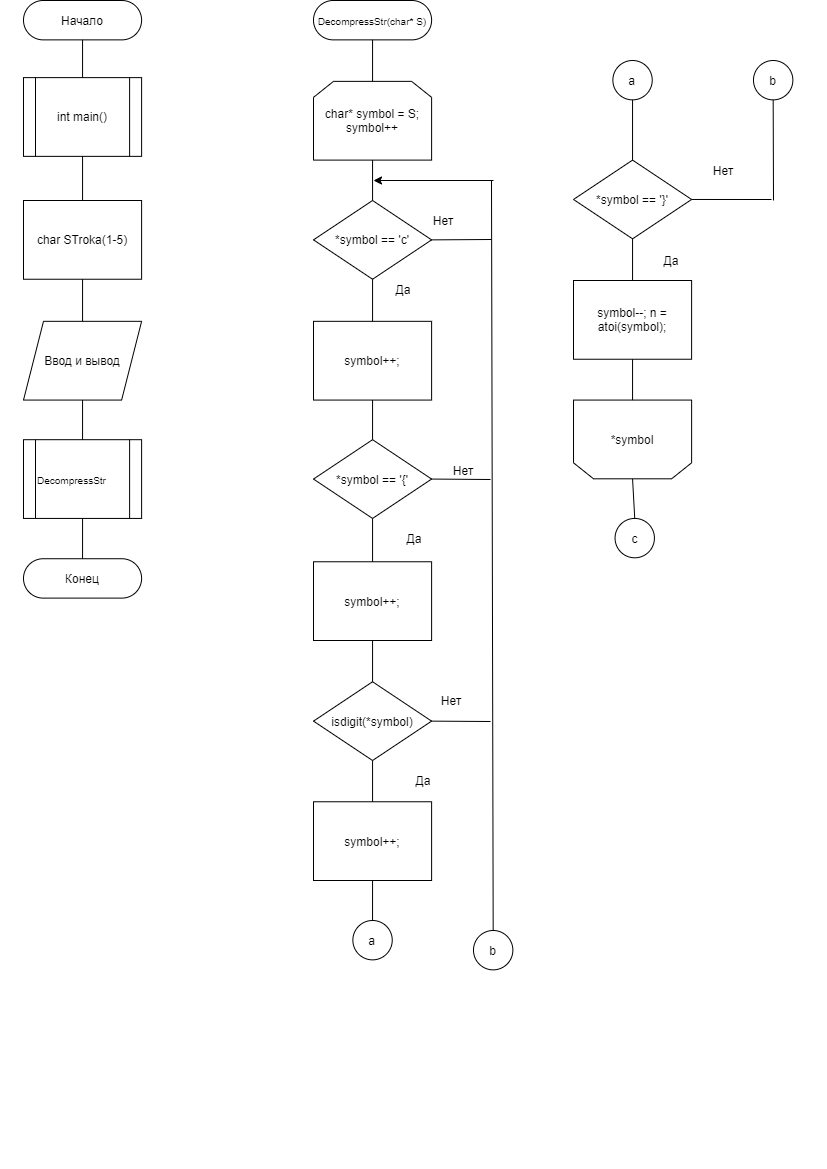 Начало
int main()
char STroka(1-5)
Ввод и вывод
DecompressStr
Конец
DecompressStr(char* S)
char* symbol = S;
symbol++
*symbol == 'c'
Нет
Да
symbol++;
*symbol == '{'
Нет
Да
symbol++;
isdigit(*symbol)
Нет
Да
symbol++;
a
b
a
b
*symbol == '}'
Нет
Да
symbol--; n =
atoi(symbol);
*symbol
c